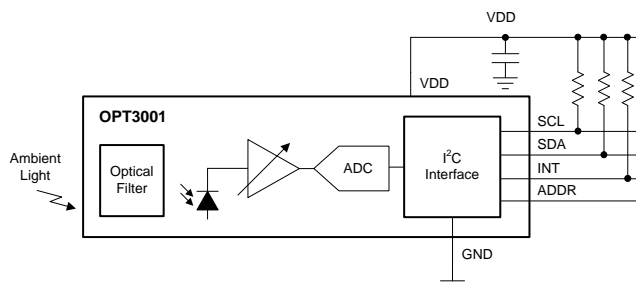 VDD
VDD
OPT3001
SCL
SDA
INT
ADDR
Ambient
Light
Optical
Filter
ADC
I²C
Interface
GND